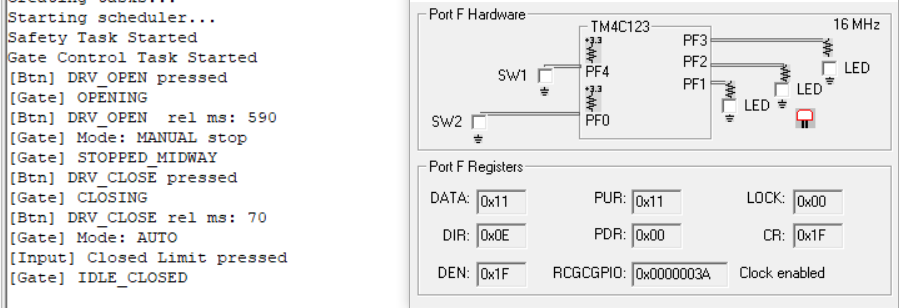 Creating tasks...
Starting scheduler...
Safety Task Started
Gate Control Task Started
[Btn] DRV_OPEN pressed
[Gate] OPENING
[Btn] DRV_OPEN  rel ms: 590
[Gate] Mode: MANUAL stop
[Gate] STOPPED_MIDWAY
[Btn] DRV_CLOSE pressed
[Gate] CLOSING
[Btn] DRV_CLOSE rel ms: 70
[Gate] Mode: AUTO
[Input] Closed Limit pressed
[Gate] IDLE_CLOSED
Port F Hardware
TM4C123 16 MHz
+3.3 PF3
SW1 PF4 PF2 LED
+3.3 PF1 LED
SW2 PF0 LED
Port F Registers
DATA: 0x11 PUR: 0x11 LOCK: 0x00
DIR: 0x0E PDR: 0x00 CR: 0x1F
DEN: 0x1F RCGCGPIO: 0x0000003A Clock enabled